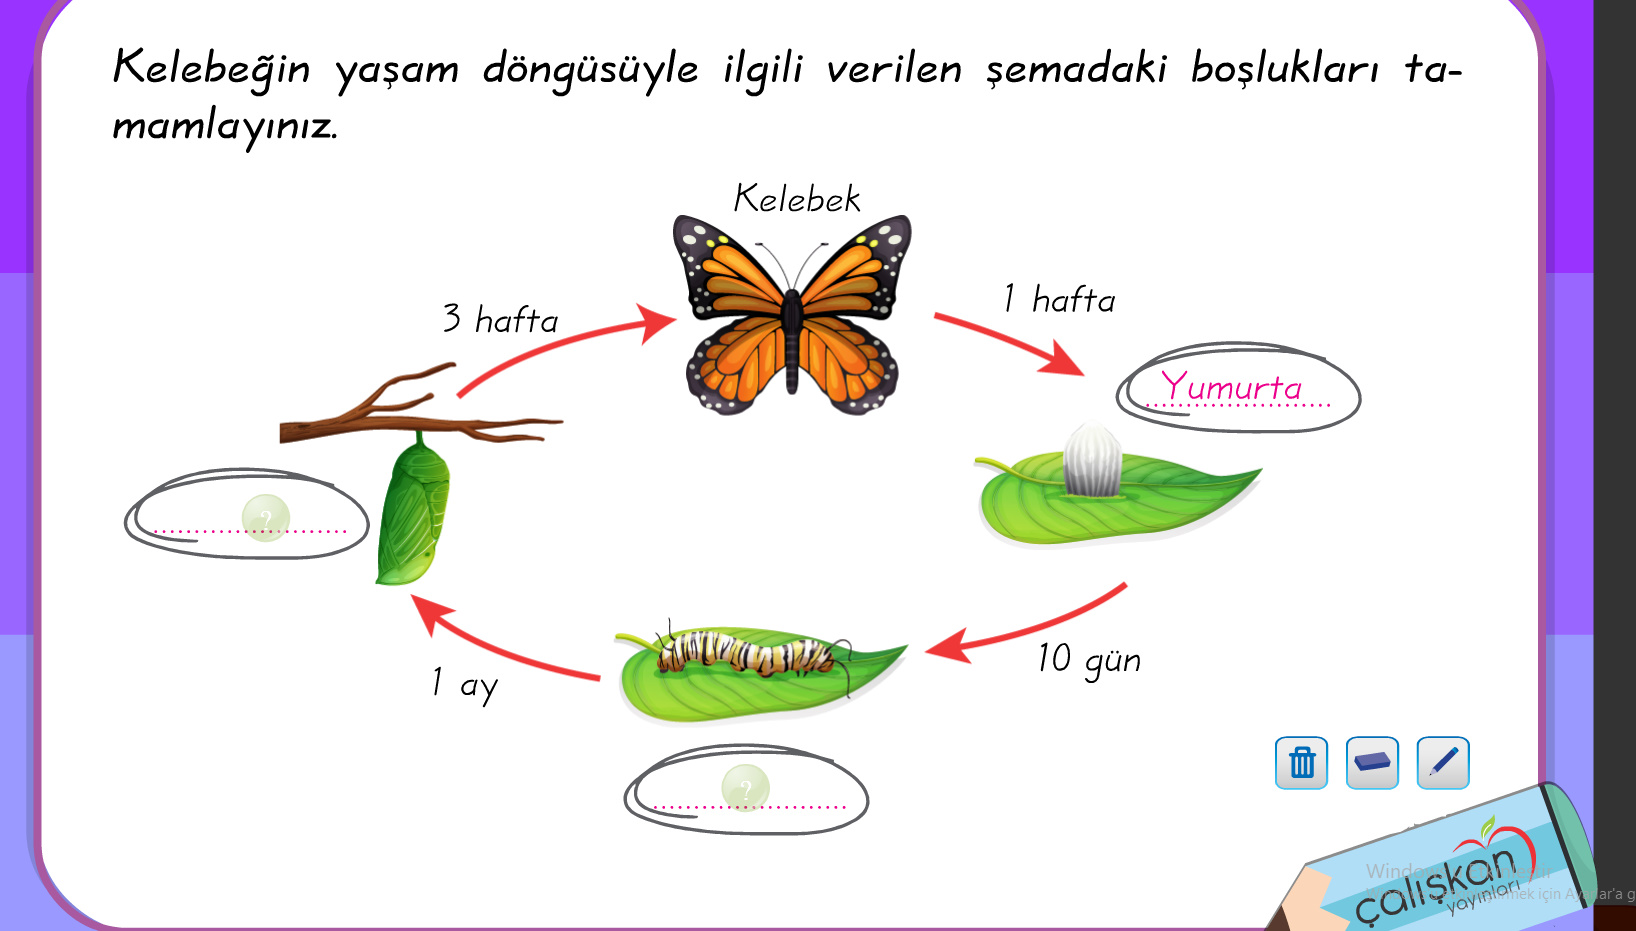 Kelebeğin yaşam döngüsüyle ilgili verilen şemadaki boşlukları ta-
mamlayınız.
Kelebek
3 hafta
1 hafta
Yumurta
?
1 ay
10 gün
?
çalışkan
yayınları